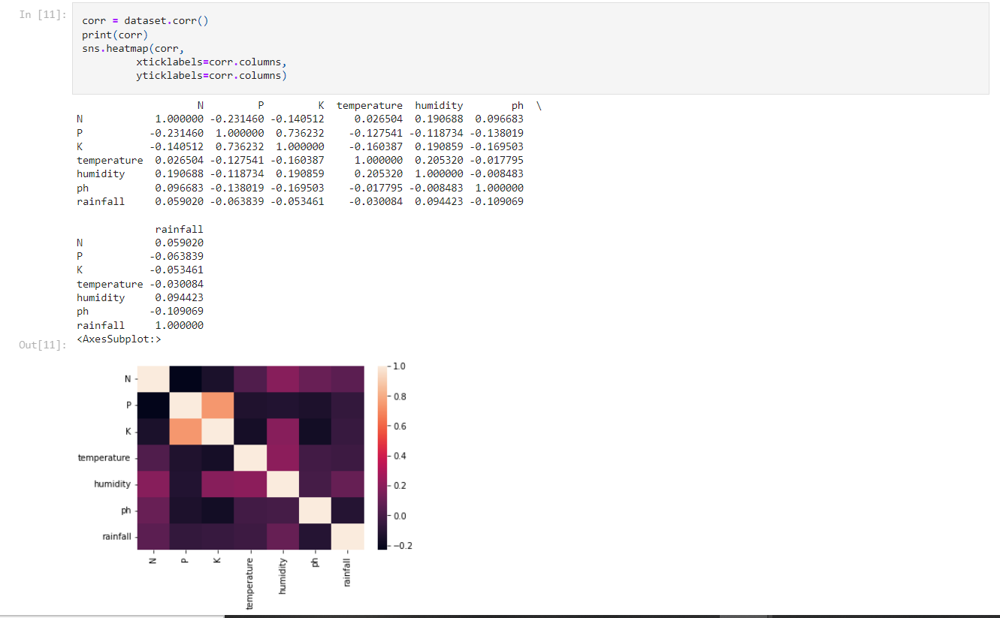 In [11]:
corr = dataset.corr()
print(corr)
sns.heatmap(corr,
         xticklabels=corr.columns,
         yticklabels=corr.columns)
                    N         P         K  temperature  humidity        ph  \
N            1.000000 -0.231460 -0.140512     0.026504  0.190688  0.096683
P           -0.231460  1.000000  0.736232    -0.127541 -0.118734 -0.138019
K           -0.140512  0.736232  1.000000    -0.160387  0.190859 -0.169503
temperature  0.026504 -0.127541 -0.160387     1.000000  0.205320 -0.017795
humidity     0.190688 -0.118734  0.190859     0.205320  1.000000 -0.008483
ph           0.096683 -0.138019 -0.169503    -0.017795 -0.008483  1.000000
rainfall     0.059020 -0.063839 -0.053461    -0.030084  0.094423 -0.109069
             rainfall
N            0.059020
P           -0.063839
K           -0.053461
temperature -0.030084
humidity     0.094423
ph          -0.109069
rainfall     1.000000
Out[11]:
<AxesSubplot:>
N
P
K
temperature
humidity
ph
rainfall
N P K temperature humidity ph rainfall
1.0
0.8
0.6
0.4
0.2
0.0
−0.2